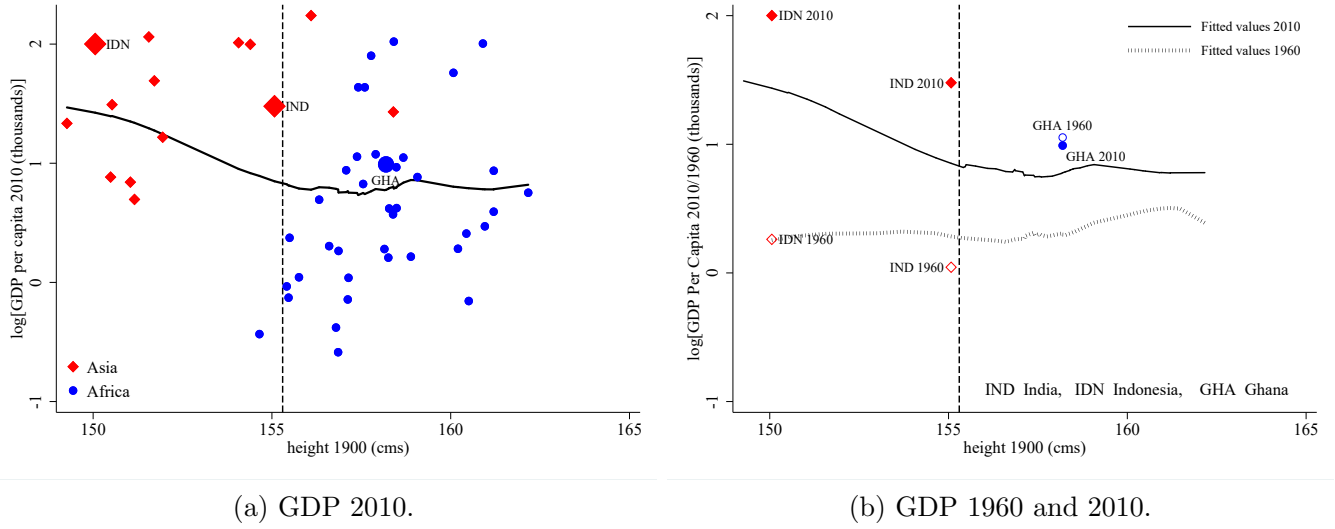 log[GDP per capita 2010 (thousands)]
2
1
0
-1
IDN
IND
GHA
Asia
Africa
150
155
160
165
height 1900 (cms)
(a) GDP 2010.
log[GDP Per Capita 2010/1960 (thousands)]
2
1
0
-1
IDN 2010
Fitted values 2010
Fitted values 1960
IND 2010
GHA 1960
GHA 2010
IDN 1960
IND 1960
IND India, IDN Indonesia, GHA Ghana
150
155
160
165
height 1900 (cms)
(b) GDP 1960 and 2010.